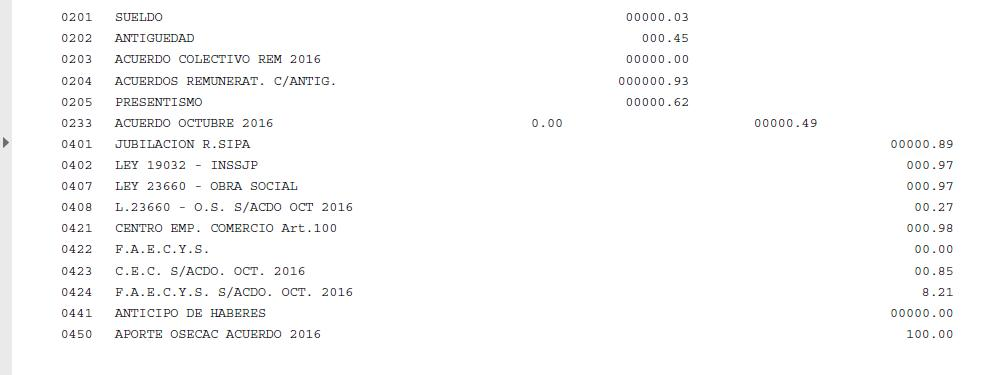 0201 SUELDO 00000.03
0202 ANTIGUEDAD 000.45
0203 ACUERDO COLECTIVO REM 2016 00000.00
0204 ACUERDOS REMUNERAT. C/ANTIG. 000000.93
0205 PRESENTISMO 00000.62
0233 ACUERDO OCTUBRE 2016 0.00 00000.49
0401 JUBILACION R.SIPA 00000.89
0402 LEY 19032 - INSSJP 000.97
0407 LEY 23660 - OBRA SOCIAL 000.97
0408 L.23660 - O.S. S/ACDO OCT 2016 00.27
0421 CENTRO EMP. COMERCIO Art.100 000.98
0422 F.A.E.C.Y.S. 00.00
0423 C.E.C. S/ACDO. OCT. 2016 00.85
0424 F.A.E.C.Y.S. S/ACDO. OCT. 2016 8.21
0441 ANTICIPO DE HABERES 00000.00
0450 APORTE OSECAC ACUERDO 2016 100.00